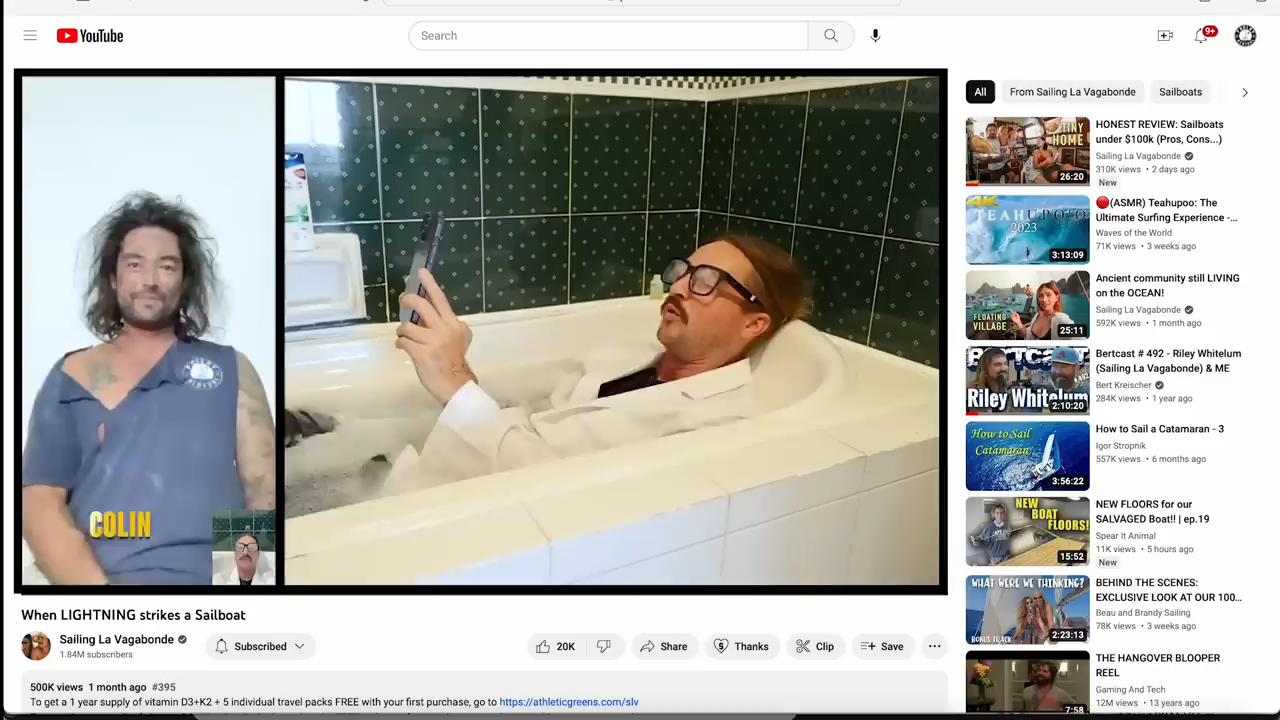 YouTube
Search
9+
COLIN
When LIGHTNING strikes a Sailboat
Sailing La Vagabonde
1.84M subscribers
Subscribed
20K
Share
Thanks
Clip
Save
500K views 1 month ago #395
To get a 1 year supply of vitamin D3+K2 + 5 individual travel packs FREE with your first purchase, go to https://athleticgreens.com/slv
All
From Sailing La Vagabonde
Sailboats
TINY
HOME
26:20
HONEST REVIEW: Sailboats
under $100k (Pros, Cons...)
Sailing La Vagabonde
310K views • 2 days ago
New
4K
TEAHUPOTO
2023
3:13:09
(ASMR) Teahupoo: The
Ultimate Surfing Experience -...
Waves of the World
71K views • 3 weeks ago
FLOATING
VILLAGE
25:11
Ancient community still LIVING
on the OCEAN!
Sailing La Vagabonde
592K views • 1 month ago
BERTCAST
#492
Riley Whitelum
2:10:20
Bertcast # 492 - Riley Whitelum
(Sailing La Vagabonde) & ME
Bert Kreischer
284K views • 1 year ago
How to Sail
Catamaran
3:56:22
How to Sail a Catamaran - 3
Igor Stropnik
557K views • 6 months ago
NEW
BOAT
FLOORS!
15:52
NEW FLOORS for our
SALVAGED Boat!! | ep.19
Spear It Animal
11K views • 5 hours ago
New
WHAT WERE WE THINKING?
BONUS TRACK
2:23:13
BEHIND THE SCENES:
EXCLUSIVE LOOK AT OUR 100...
Beau and Brandy Sailing
78K views • 3 weeks ago
7:58
THE HANGOVER BLOOPER
REEL
Gaming And Tech
12M views • 13 years ago